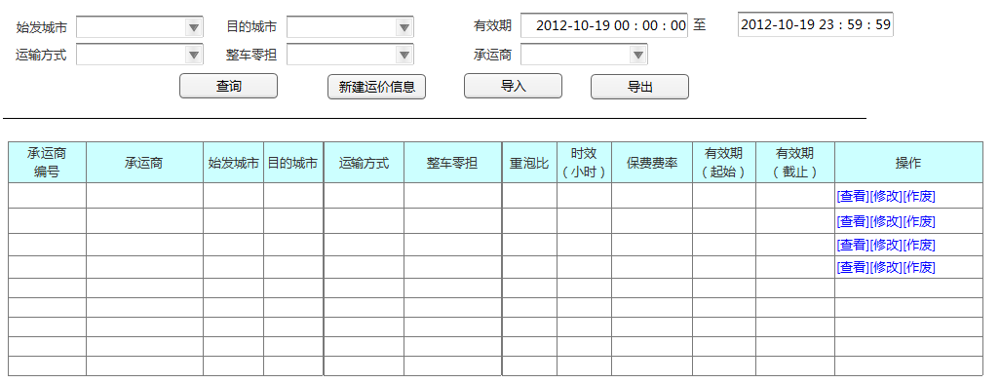 始发城市 目的城市 有效期 2012-10-19 00：00：00 至 2012-10-19 23：59：59
运输方式 整车零担 承运商
查询 新建运价信息 导入 导出
承运商编号 承运商 始发城市 目的城市 运输方式 整车零担 重泡比 时效（小时） 保费费率 有效期（起始） 有效期（截止） 操作
[查看][修改][作废]
[查看][修改][作废]
[查看][修改][作废]
[查看][修改][作废]